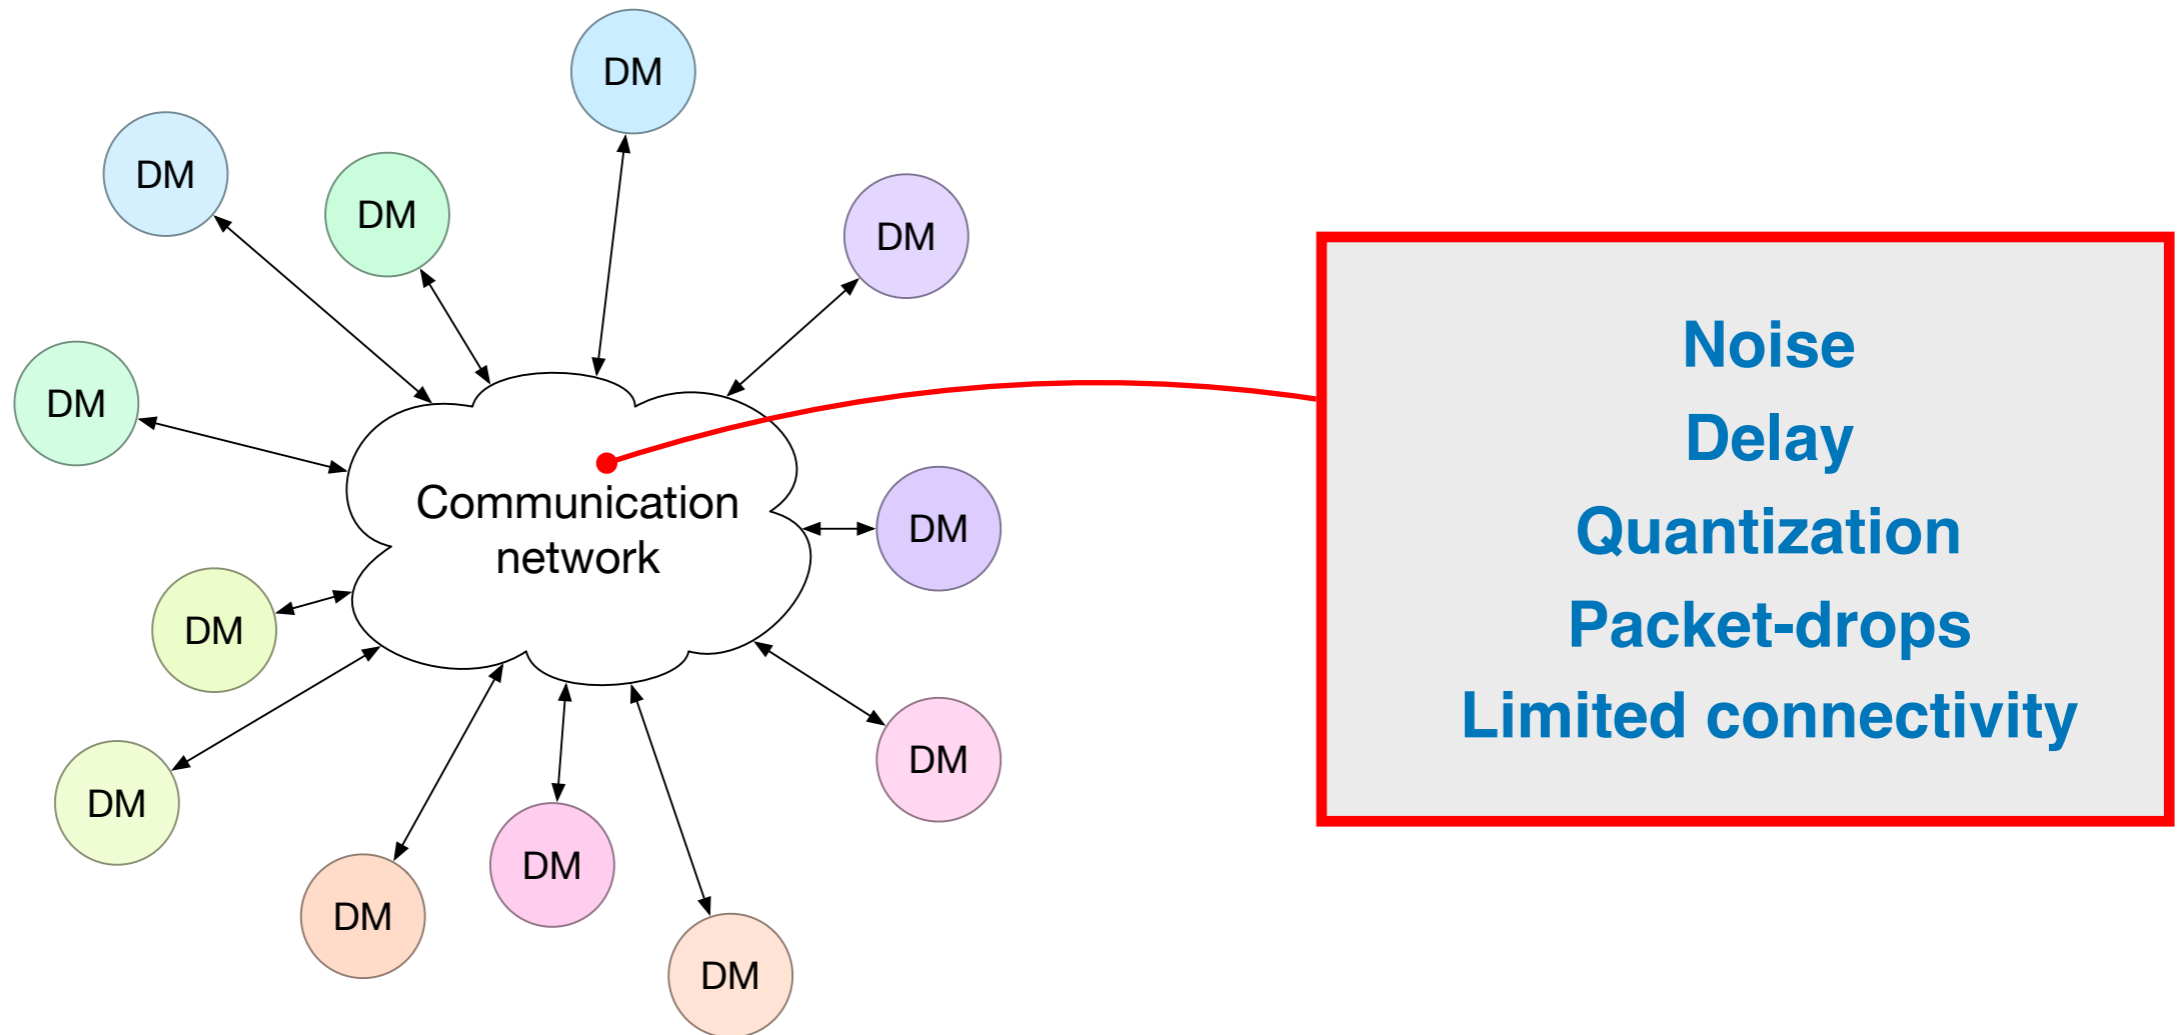 DM
DM
DM
DM
DM
Communication
network
DM
DM
DM
DM
DM
DM
DM
Noise
Delay
Quantization
Packet-drops
Limited connectivity